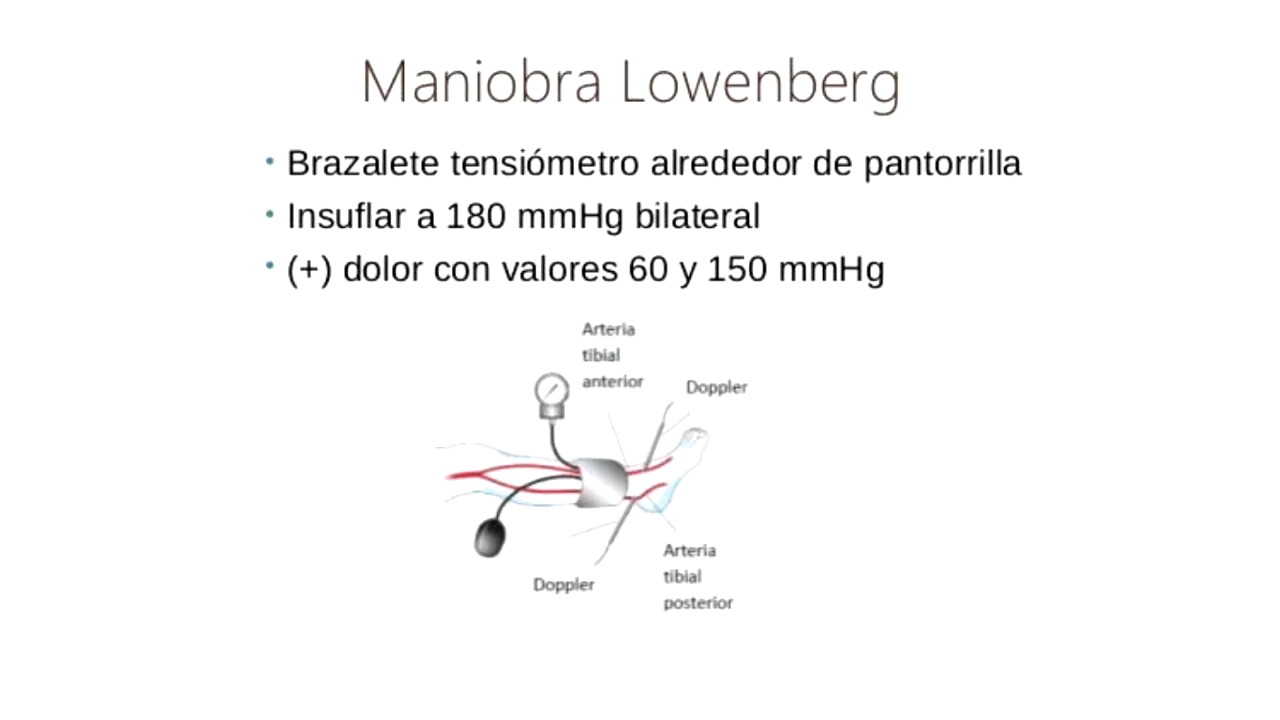 Maniobra Lowenberg
• Brazalete tensiómetro alrededor de pantorrilla
• Insuflar a 180 mmHg bilateral
• (+) dolor con valores 60 y 150 mmHg
Arteria
tibial
anterior
Doppler
Doppler
Arteria
tibial
posterior